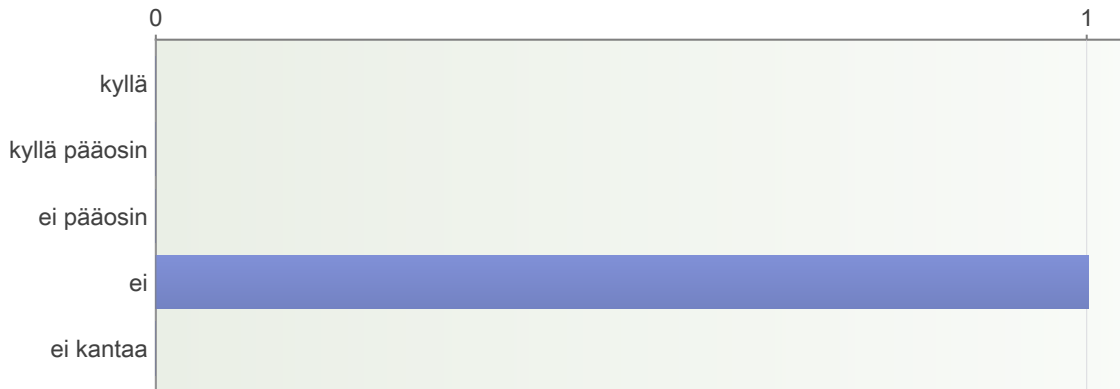 0 1
kyllä
kyllä pääosin
ei pääosin
ei
ei kantaa